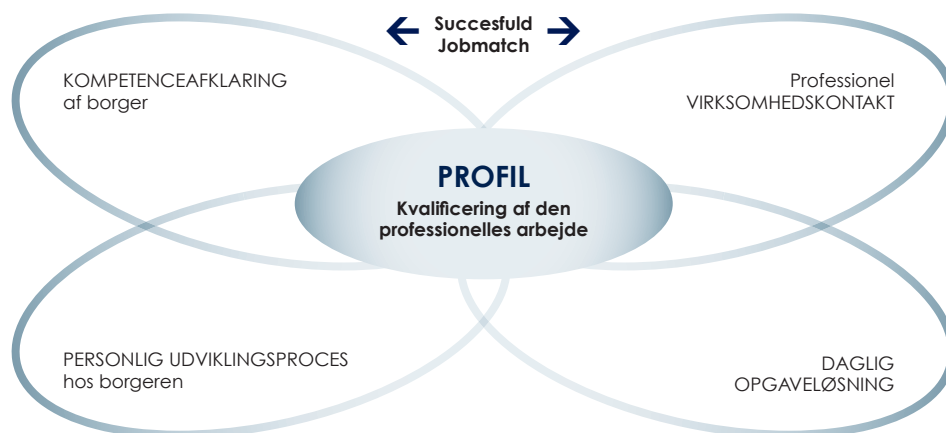 Succesfuld
Jobmatch
KOMPETENCEAFKLARING
af borger
Professionel
VIRKSOMHEDSKONTAKT
PROFIL
Kvalificering af den
professionelles arbejde
PERSONLIG UDVIKLINGSPROCES
hos borgeren
DAGLIG
OPGAVELØSNING